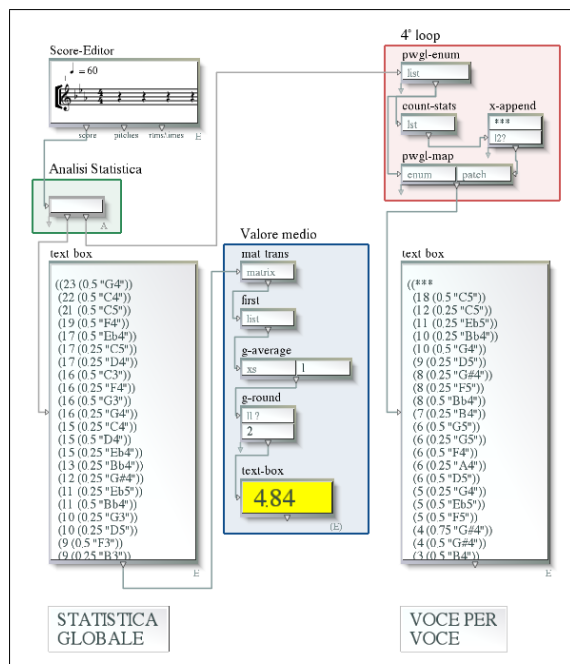 Score-Editor
= 60
score pitches
E
Analisi Statistica
A
text box
((23 (0.5 "G4"))
(22 (0.5 "C4"))
(21 (0.5 "C5"))
(19 (0.5 "F4"))
(17 (0.5 "Eb4"))
(17 (0.25 "C5"))
(17 (0.25 "D4"))
(16 (0.5 "C3"))
(16 (0.25 "F4"))
(16 (0.5 "G3"))
(16 (0.25 "G4"))
(15 (0.25 "C4"))
(15 (0.5 "D4"))
(15 (0.25 "Eb4"))
(13 (0.25 "Bb4"))
(12 (0.25 "G#4"))
(11 (0.25 "Eb5"))
(11 (0.5 "Bb4"))
(10 (0.25 "G3"))
(10 (0.25 "D5"))
(9 (0.5 "F3"))
(9 (0.25 "B3"))
E
STATISTICA
GLOBALE
Valore medio
mat trans
matrix
first
list
g-average
xs 1
g-round
l1 ?
2
text-box
4.84
(E)
4° loop
pwgl-enum
list
count-stats x-append
lst ***
l2?
pwgl-map
enum patch
text box
((***
(18 (0.5 "C5"))
(12 (0.25 "C5"))
(11 (0.25 "Eb5"))
(10 (0.25 "Bb4"))
(10 (0.5 "G4"))
(9 (0.25 "D5"))
(8 (0.25 "G#4"))
(8 (0.25 "F5"))
(8 (0.5 "Bb4"))
(7 (0.25 "B4"))
(6 (0.5 "G5"))
(6 (0.25 "G5"))
(6 (0.5 "F4"))
(6 (0.25 "A4"))
(6 (0.5 "D5"))
(5 (0.25 "G4"))
(5 (0.5 "Eb5"))
(5 (0.5 "F5"))
(4 (0.75 "G#4"))
(4 (0.5 "G#4"))
(3 (0.5 "B4"))
E
VOCE PER
VOCE